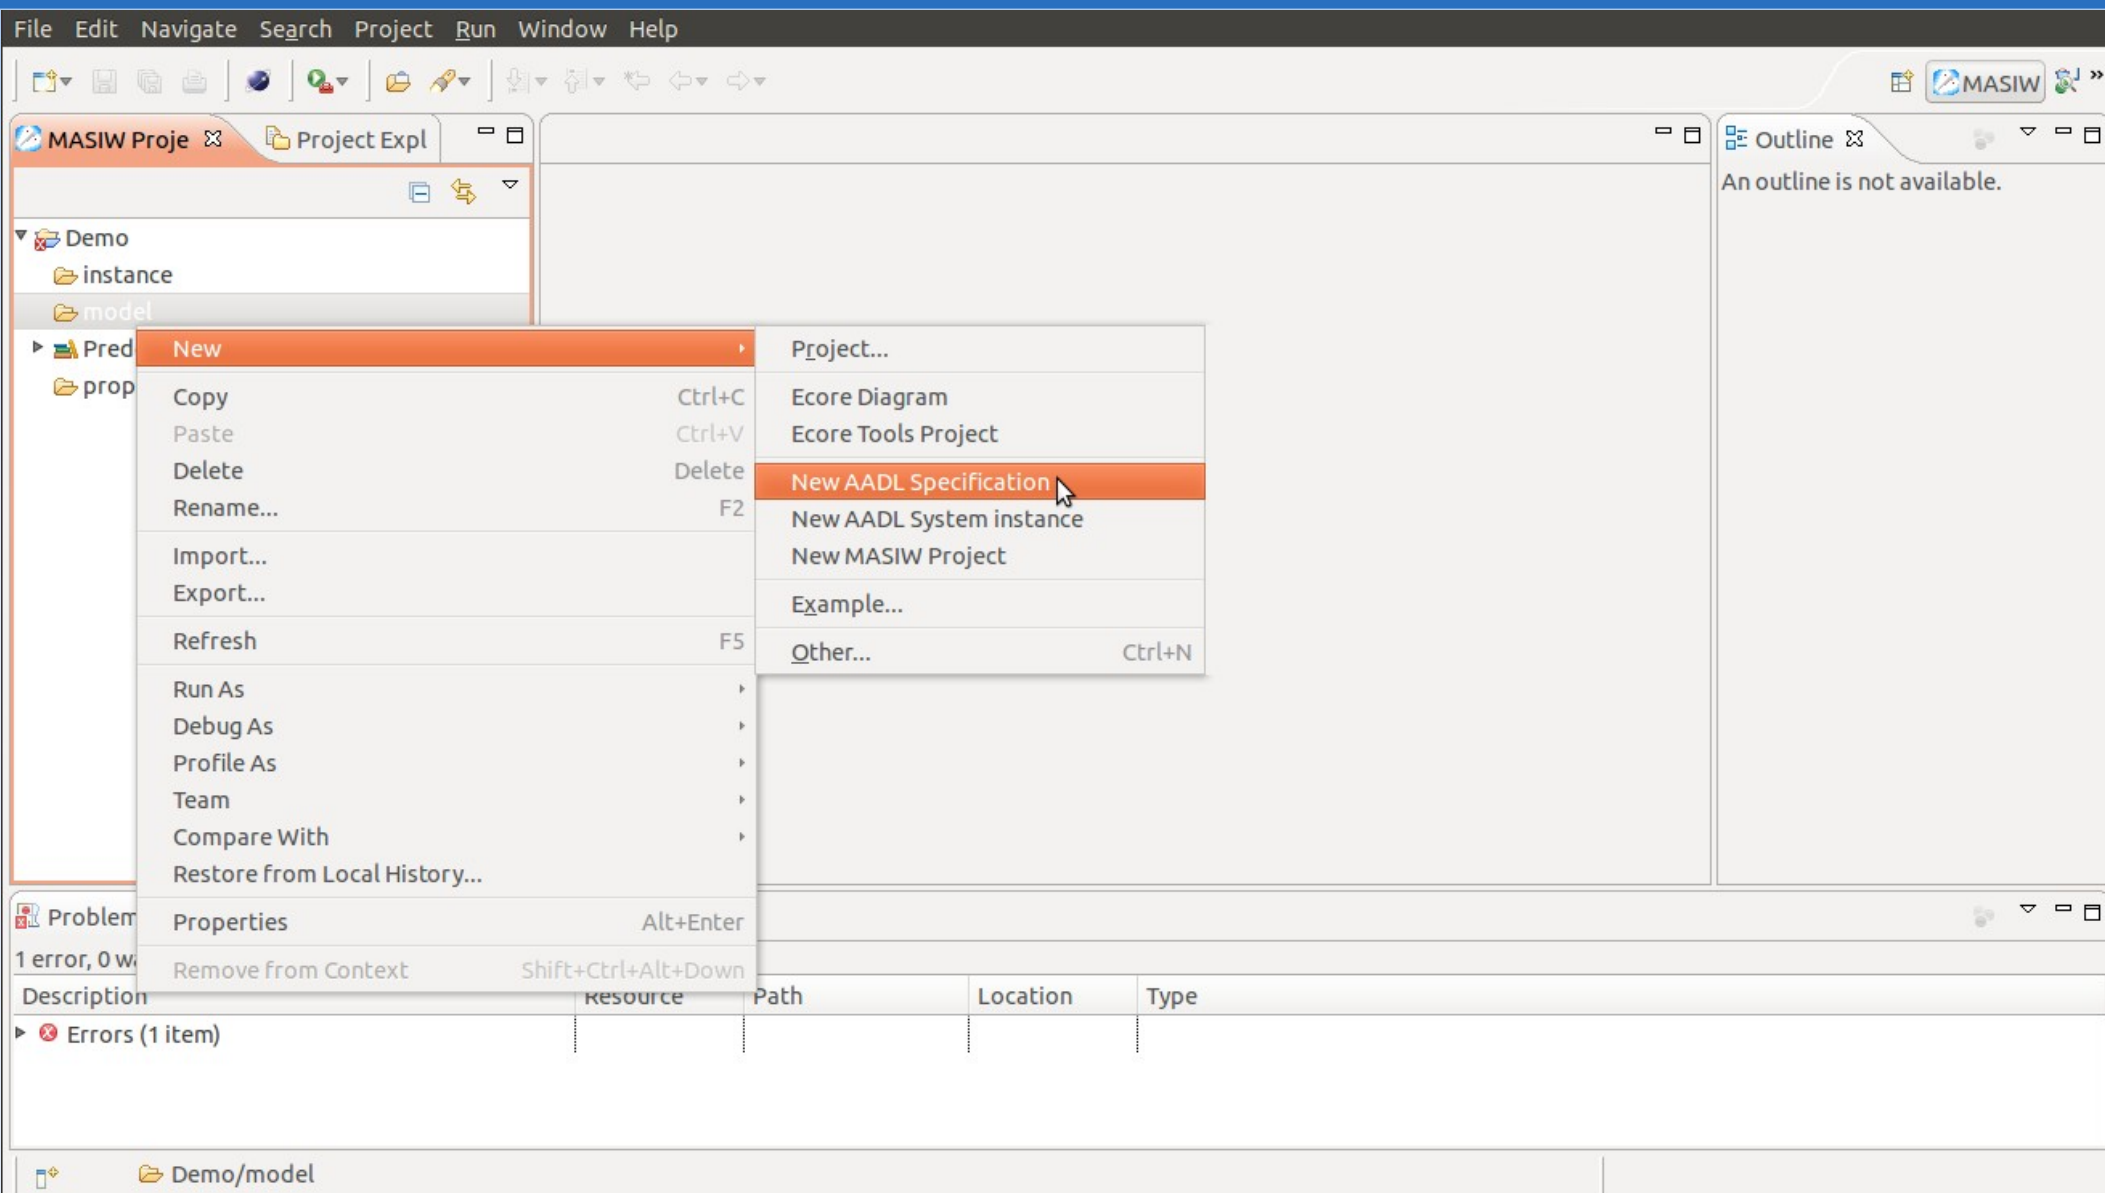 File Edit Navigate Search Project Run Window Help
MASIW »
MASIW Proje Project Expl
Outline
An outline is not available.
Demo
instance
model
Pred
prop
New
Copy Ctrl+C
Paste Ctrl+V
Delete Delete
Rename... F2
Import...
Export...
Refresh F5
Run As
Debug As
Profile As
Team
Compare With
Restore from Local History...
Properties Alt+Enter
Remove from Context Shift+Ctrl+Alt+Down
Project...
Ecore Diagram
Ecore Tools Project
New AADL Specification
New AADL System instance
New MASIW Project
Example...
Other... Ctrl+N
Problem
1 error, 0 wa
Description Resource Path Location Type
Errors (1 item)
Demo/model